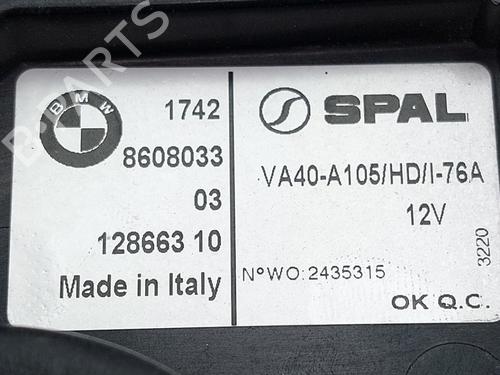 BMW
1742
8608033
03
128663 10
Made in Italy
SPAL
VA40-A105/HD/I-76A
12V
3220
N°WO:2435315
OK Q.C.
B-PARTS